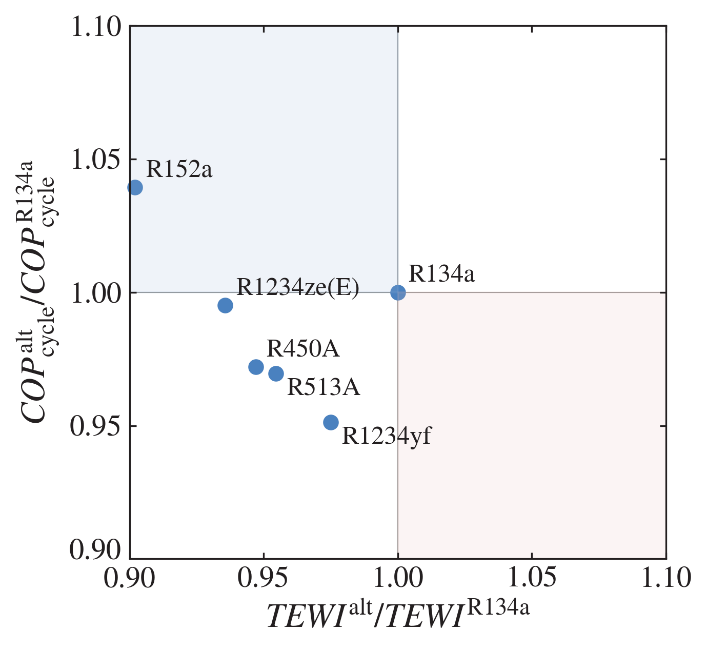 1.10
1.05
1.00
0.95
0.90
COP^alt_cycle/COP^R134a_cycle
R152a
R1234ze(E)
R134a
R450A
R513A
R1234yf
0.90 0.95 1.00 1.05 1.10
TEWI^alt/TEWI^R134a